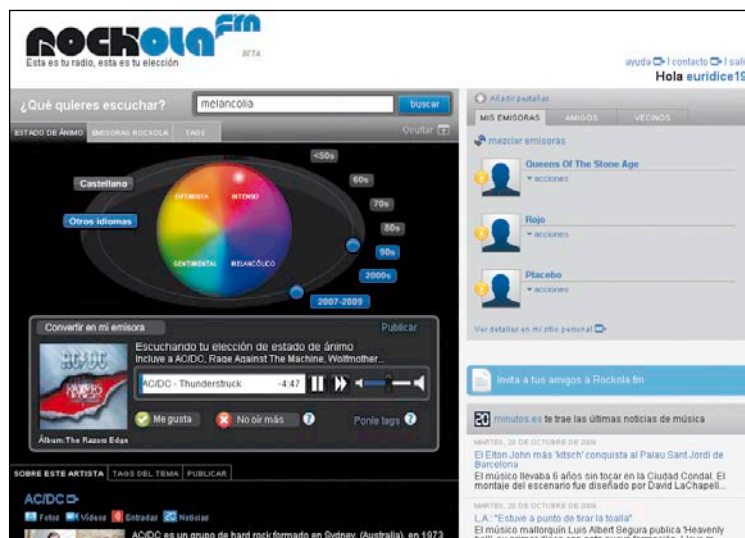 ROCKOLA fm
BETA
Esta es tu radio, esta es tu elección
ayuda | contacto | sali
Hola euridice19
¿Qué quieres escuchar?
melancolia
buscar
ESTADO DE ÁNIMO
EMISORAS ROCKOLA
TAGS
Ocultar
Castellano
Otros idiomas
OPTIMISTA
INTENSO
SENTIMENTAL
MELANCÓLICO
<50s
60s
70s
80s
90s
2000s
2007-2009
Convertir en mi emisora
Publicar
Escuchando tu elección de estado de ánimo
Incluye a AC/DC, Rage Against The Machine, Wolfmother...
AC/DC - Thunderstruck
-4:47
Me gusta
No oír más
Ponle tags
Álbum: The Razors Edge
SOBRE ESTE ARTISTA
TAGS DEL TEMA
PUBLICAR
AC/DC
Fotos
Vídeos
Entradas
Noticias
AC/DC es un grupo de hard rock formado en Sydney, (Australia), en 1973
Añadir pestaña
MIS EMISORAS
AMIGOS
VECINOS
mezclar emisoras
Queens Of The Stone Age
acciones
Rojo
acciones
Placebo
acciones
Ver detalles en mi sitio personal
Invita a tus amigos a Rockola.fm
20 minutos.es te trae las últimas noticias de música
MARTES, 20 DE OCTUBRE DE 2009
El Elton John más 'kitsch' conquista al Palau Sant Jordi de
Barcelona
El músico llevaba 6 años sin tocar en la Ciudad Condal. El
montaje del escenario fue diseñado por David LaChapell...
MARTES, 20 DE OCTUBRE DE 2009
L.A.: "Estuve a punto de tirar la toalla"
El músico mallorquín Luis Albert Segura publica 'Heavenly